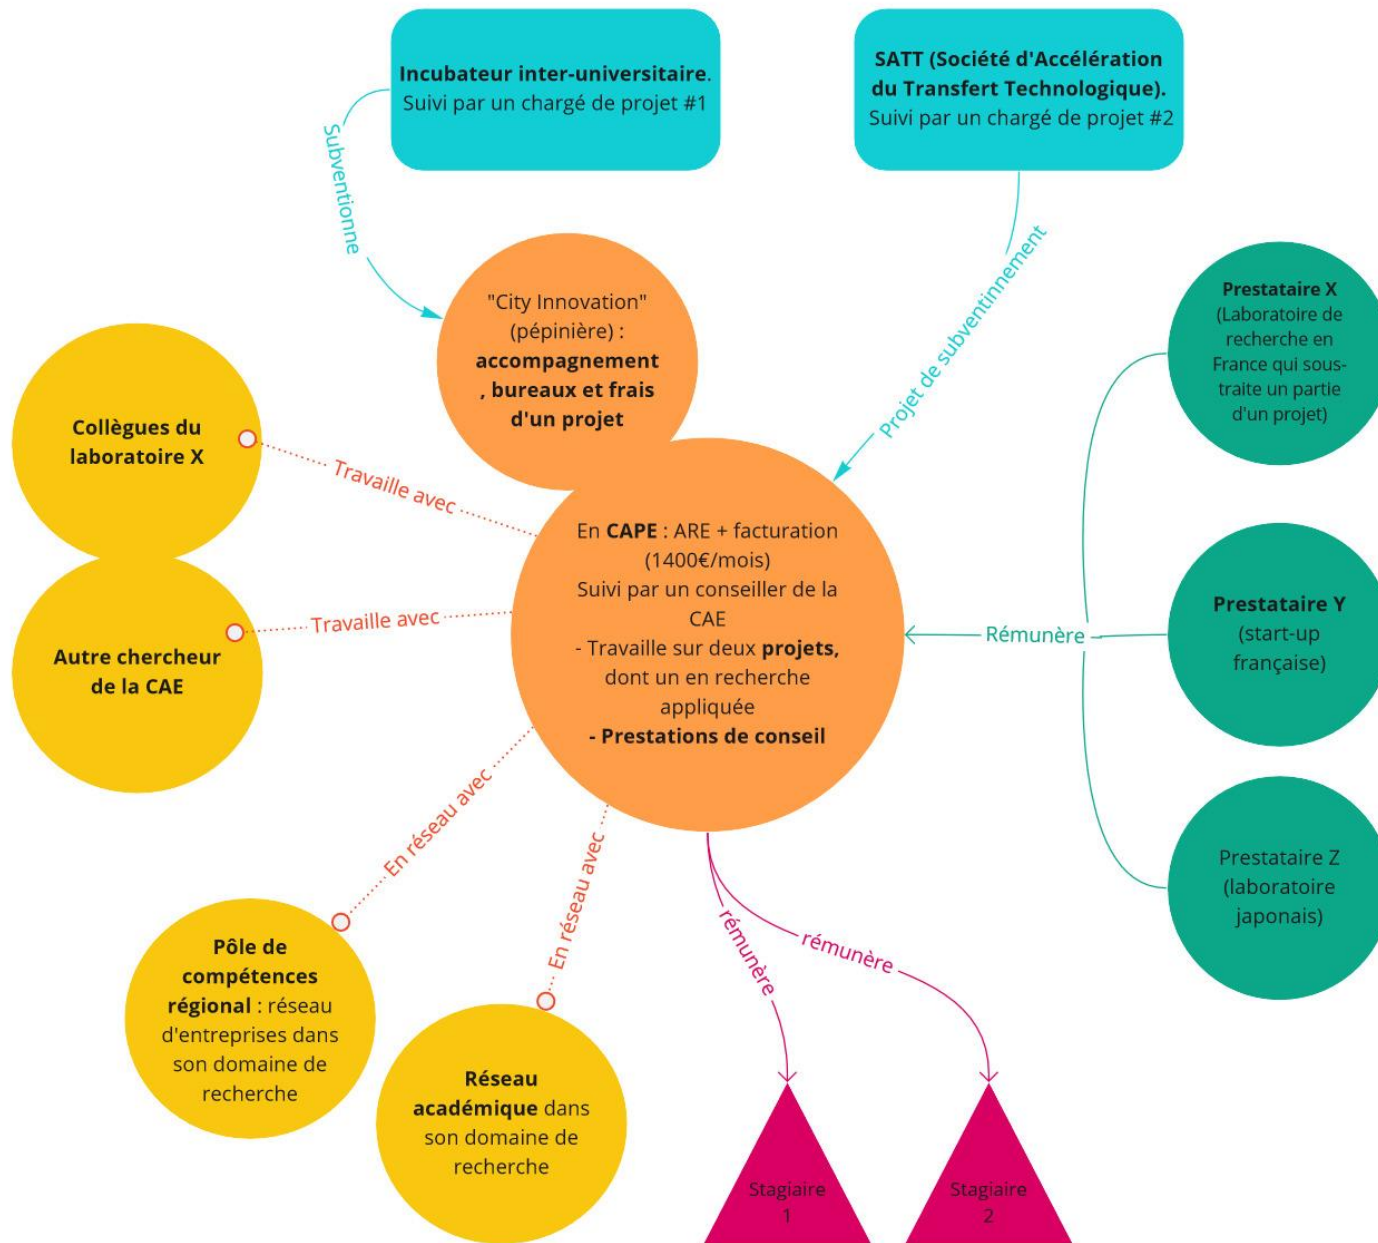 Incubateur inter-universitaire.
Suivi par un chargé de projet #1
SATT (Société d'Accélération
du Transfert Technologique).
Suivi par un chargé de projet #2
Subventionne
Projet de subventinnement
"City Innovation"
(pépinière) :
accompagnement
, bureaux et frais
d'un projet
Prestataire X
(Laboratoire de
recherche en
France qui sous-
traite un partie
d'un projet)
Collègues du
laboratoire X
Travaille avec
En CAPE : ARE + facturation
(1400€/mois)
Suivi par un conseiller de la
CAE
- Travaille sur deux projets,
dont un en recherche
appliquée
- Prestations de conseil
Travaille avec
Autre chercheur
de la CAE
Rémunère
Prestataire Y
(start-up
française)
Prestataire Z
(laboratoire
japonais)
En réseau avec
En réseau avec
rémunère
rémunère
Pôle de
compétences
régional : réseau
d'entreprises dans
son domaine de
recherche
Réseau
académique dans
son domaine de
recherche
Stagiaire
1
Stagiaire
2